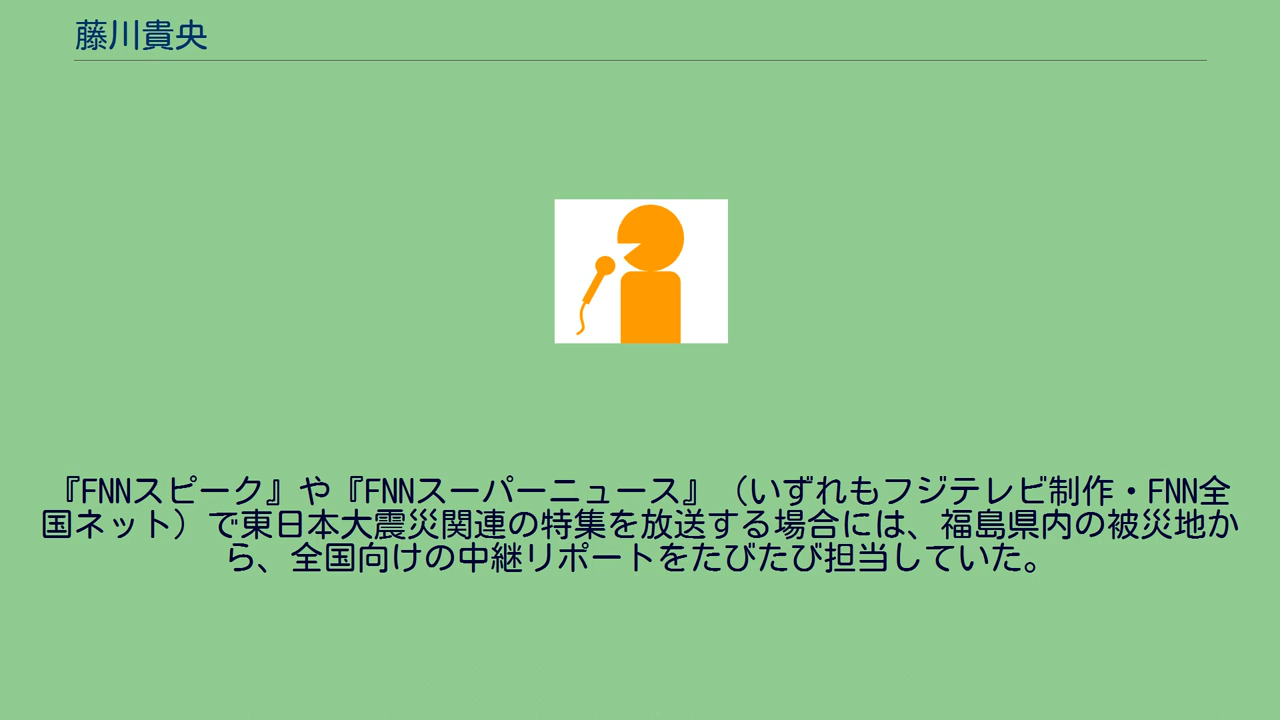 藤川貴央
『FNNスピーク』や『FNNスーパーニュース』（いずれもフジテレビ制作・FNN全
国ネット）で東日本大震災関連の特集を放送する場合には、福島県内の被災地か
ら、全国向けの中継リポートをたびたび担当していた。